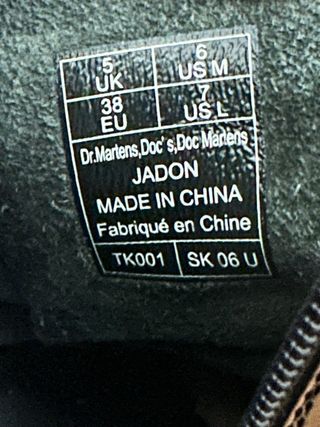 5 UK 6 US M
38 EU 7 US L
Dr.Martens,Doc's,Doc Martens
JADON
MADE IN CHINA
Fabriqué en Chine
TK001 SK 06 U